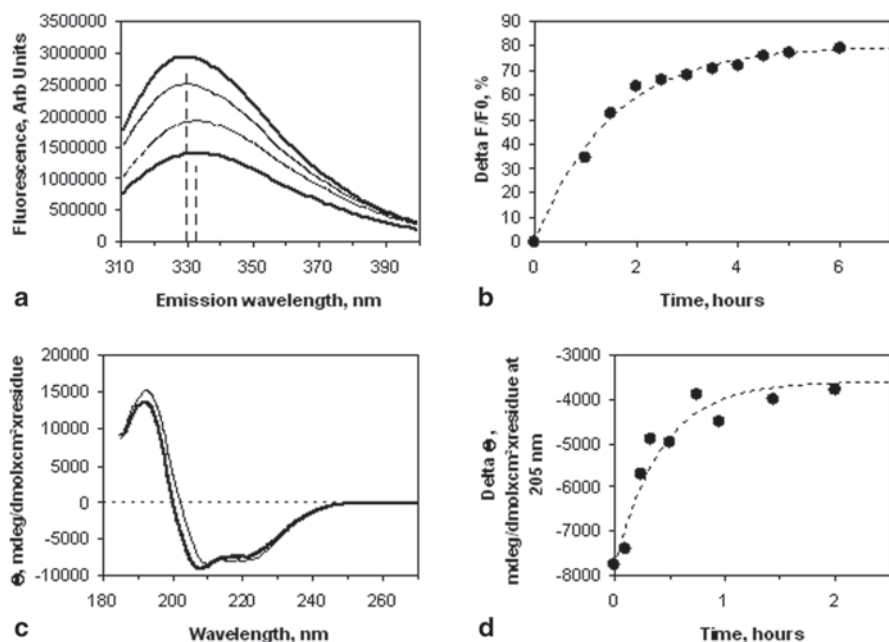 3500000
3000000
2500000
2000000
1500000
1000000
500000
0
Fluorescence, Arb Units
310 330 350 370 390
Emission wavelength, nm
a
90
80
70
60
50
40
30
20
10
0
Delta F/F0, %
0 2 4 6
Time, hours
b
20000
15000
10000
5000
0
-5000
-10000
Θ, mdeg/dmolxcm²xresidue
180 200 220 240 260
Wavelength, nm
c
-3000
-4000
-5000
-6000
-7000
-8000
Delta Θ,
mdeg/dmolxcm²xresidue at
205 nm
0 1 2
Time, hours
d